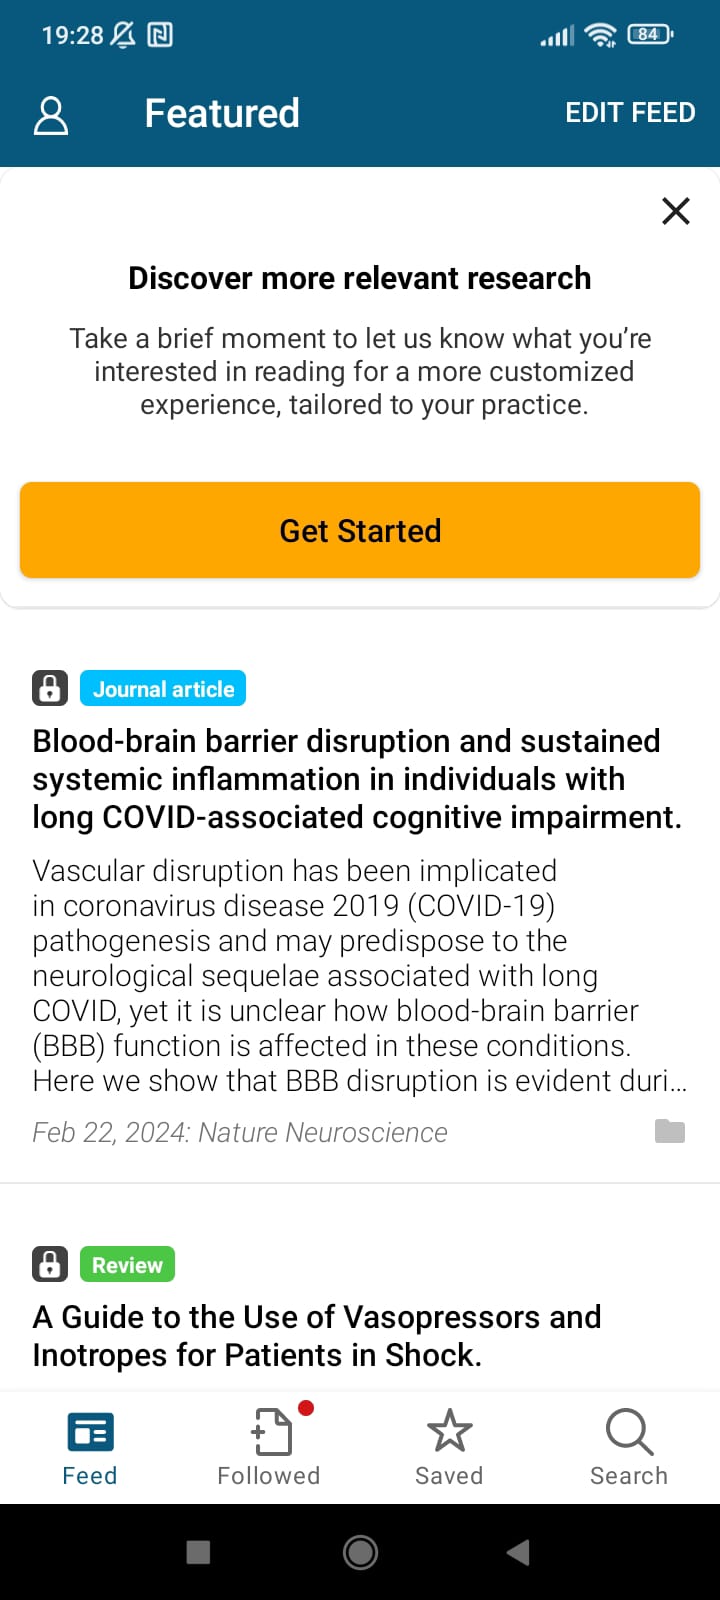 19:28 84
Featured EDIT FEED
Discover more relevant research
Take a brief moment to let us know what you’re
interested in reading for a more customized
experience, tailored to your practice.
Get Started
Journal article
Blood-brain barrier disruption and sustained
systemic inflammation in individuals with
long COVID-associated cognitive impairment.
Vascular disruption has been implicated
in coronavirus disease 2019 (COVID-19)
pathogenesis and may predispose to the
neurological sequelae associated with long
COVID, yet it is unclear how blood-brain barrier
(BBB) function is affected in these conditions.
Here we show that BBB disruption is evident duri…
Feb 22, 2024: Nature Neuroscience
Review
A Guide to the Use of Vasopressors and
Inotropes for Patients in Shock.
Feed Followed Saved Search